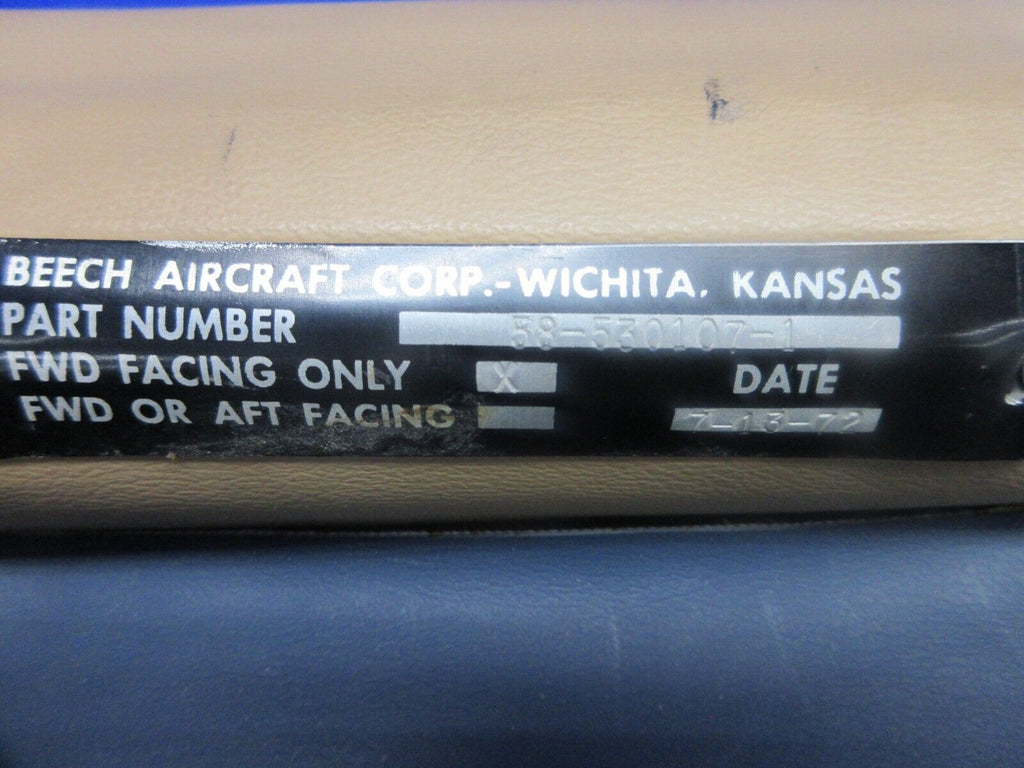 BEECH AIRCRAFT CORP.-WICHITA, KANSAS
PART NUMBER 58-530107-1
FWD FACING ONLY X DATE
FWD OR AFT FACING 7-13-72